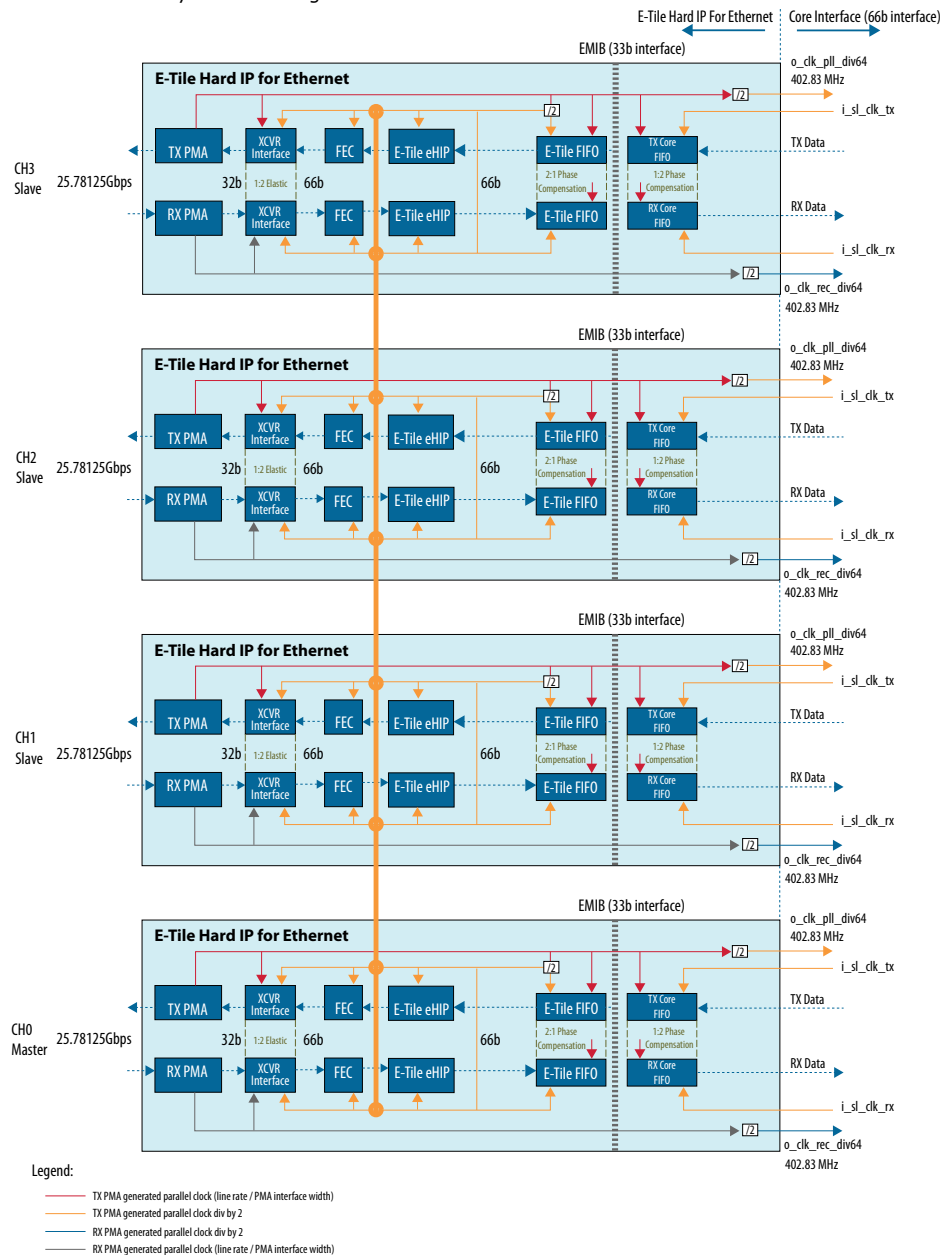 E-Tile Hard IP For Ethernet
Core Interface (66b interface)
EMIB (33b interface)
E-Tile Hard IP for Ethernet
o_clk_pll_div64
402.83 MHz
/2
/2
i_sl_clk_tx
CH3
Slave
25.78125Gbps
TX PMA
XCVR
Interface
FEC
E-Tile eHIP
E-Tile FIFO
TX Core
FIFO
TX Data
32b
1:2 Elastic
66b
66b
2:1 Phase
Compensation
1:2 Phase
Compensation
RX PMA
XCVR
Interface
FEC
E-Tile eHIP
E-Tile FIFO
RX Core
FIFO
RX Data
i_sl_clk_rx
/2
o_clk_rec_div64
402.83 MHz
EMIB (33b interface)
E-Tile Hard IP for Ethernet
o_clk_pll_div64
402.83 MHz
/2
/2
i_sl_clk_tx
CH2
Slave
25.78125Gbps
TX PMA
XCVR
Interface
FEC
E-Tile eHIP
E-Tile FIFO
TX Core
FIFO
TX Data
32b
1:2 Elastic
66b
66b
2:1 Phase
Compensation
1:2 Phase
Compensation
RX PMA
XCVR
Interface
FEC
E-Tile eHIP
E-Tile FIFO
RX Core
FIFO
RX Data
i_sl_clk_rx
/2
o_clk_rec_div64
402.83 MHz
EMIB (33b interface)
E-Tile Hard IP for Ethernet
o_clk_pll_div64
402.83 MHz
/2
/2
i_sl_clk_tx
CH1
Slave
25.78125Gbps
TX PMA
XCVR
Interface
FEC
E-Tile eHIP
E-Tile FIFO
TX Core
FIFO
TX Data
32b
1:2 Elastic
66b
66b
2:1 Phase
Compensation
1:2 Phase
Compensation
RX PMA
XCVR
Interface
FEC
E-Tile eHIP
E-Tile FIFO
RX Core
FIFO
RX Data
i_sl_clk_rx
/2
o_clk_rec_div64
402.83 MHz
EMIB (33b interface)
E-Tile Hard IP for Ethernet
o_clk_pll_div64
402.83 MHz
/2
/2
i_sl_clk_tx
CH0
Master
25.78125Gbps
TX PMA
XCVR
Interface
FEC
E-Tile eHIP
E-Tile FIFO
TX Core
FIFO
TX Data
32b
1:2 Elastic
66b
66b
2:1 Phase
Compensation
1:2 Phase
Compensation
RX PMA
XCVR
Interface
FEC
E-Tile eHIP
E-Tile FIFO
RX Core
FIFO
RX Data
i_sl_clk_rx
/2
o_clk_rec_div64
402.83 MHz
Legend:
TX PMA generated parallel clock (line rate / PMA interface width)
TX PMA generated parallel clock div by 2
RX PMA generated parallel clock div by 2
RX PMA generated parallel clock (line rate / PMA interface width)